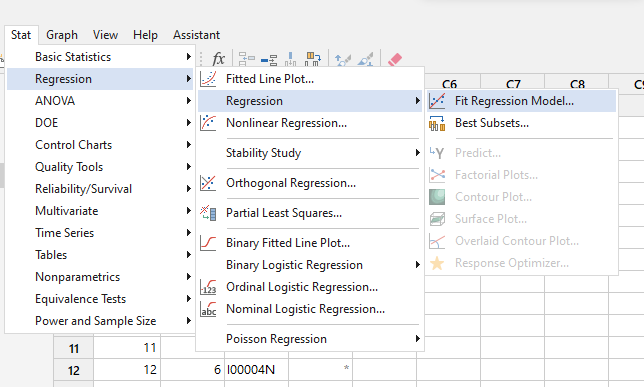 Stat Graph View Help Assistant
Basic Statistics
Regression
ANOVA
DOE
Control Charts
Quality Tools
Reliability/Survival
Multivariate
Time Series
Tables
Nonparametrics
Equivalence Tests
Power and Sample Size
fx
Fitted Line Plot...
Regression
Nonlinear Regression...
Stability Study
Orthogonal Regression...
Partial Least Squares...
Binary Fitted Line Plot...
Binary Logistic Regression
-123 Ordinal Logistic Regression...
abc Nominal Logistic Regression...
Poisson Regression
C6 C7 C8 C9
Fit Regression Model...
Best Subsets...
Y Predict...
Factorial Plots...
Contour Plot...
Surface Plot...
Overlaid Contour Plot...
Response Optimizer...
11 11
12 12 6 I00004N *